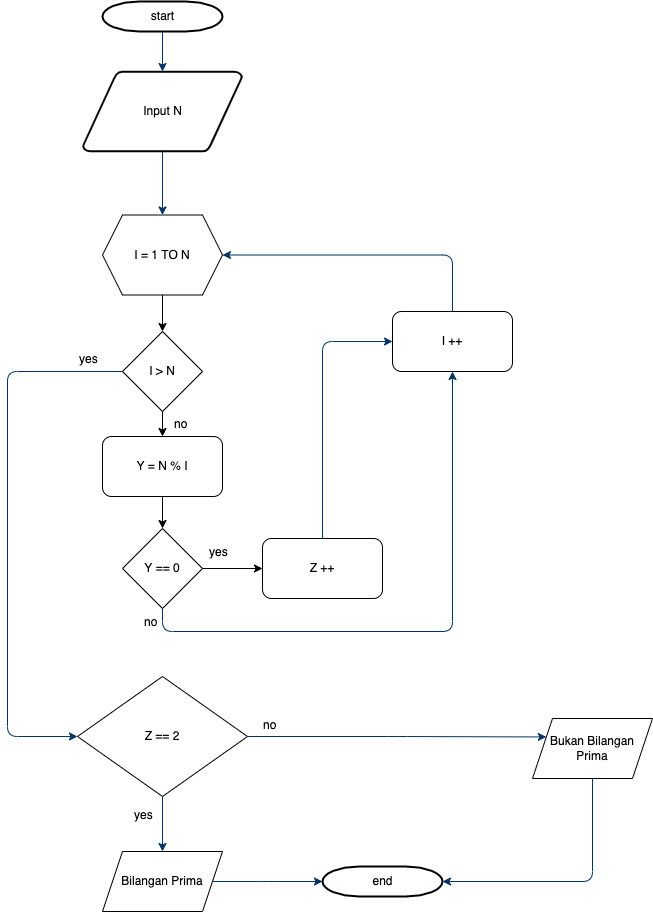 start
Input N
I = 1 TO N
I ++
yes
I > N
no
Y = N % I
yes
Y == 0
Z ++
no
no
Z == 2
Bukan Bilangan
Prima
yes
Bilangan Prima
end